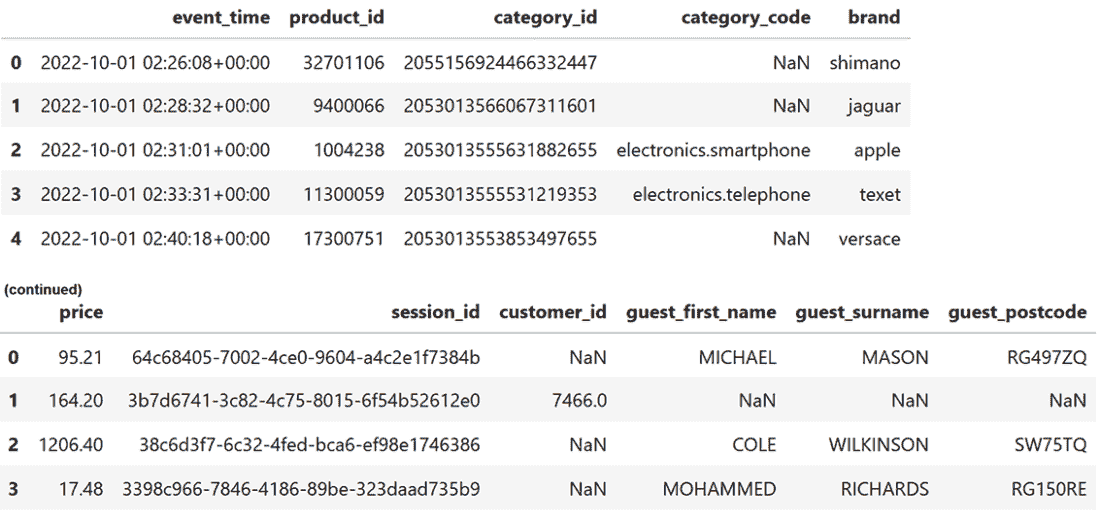 event_time product_id category_id category_code brand
0 2022-10-01 02:26:08+00:00 32701106 2055156924466332447 NaN shimano
1 2022-10-01 02:28:32+00:00 9400066 2053013566067311601 NaN jaguar
2 2022-10-01 02:31:01+00:00 1004238 2053013555631882655 electronics.smartphone apple
3 2022-10-01 02:33:31+00:00 11300059 2053013555531219353 electronics.telephone texet
4 2022-10-01 02:40:18+00:00 17300751 2053013553853497655 NaN versace
(continued)
price session_id customer_id guest_first_name guest_surname guest_postcode
0 95.21 64c68405-7002-4ce0-9604-a4c2e1f7384b NaN MICHAEL MASON RG497ZQ
1 164.20 3b7d6741-3c82-4c75-8015-6f54b52612e0 7466.0 NaN NaN NaN
2 1206.40 38c6d3f7-6c32-4fed-bca6-ef98e1746386 NaN COLE WILKINSON SW75TQ
3 17.48 3398c966-7846-4186-89be-323daad735b9 NaN MOHAMMED RICHARDS RG150RE